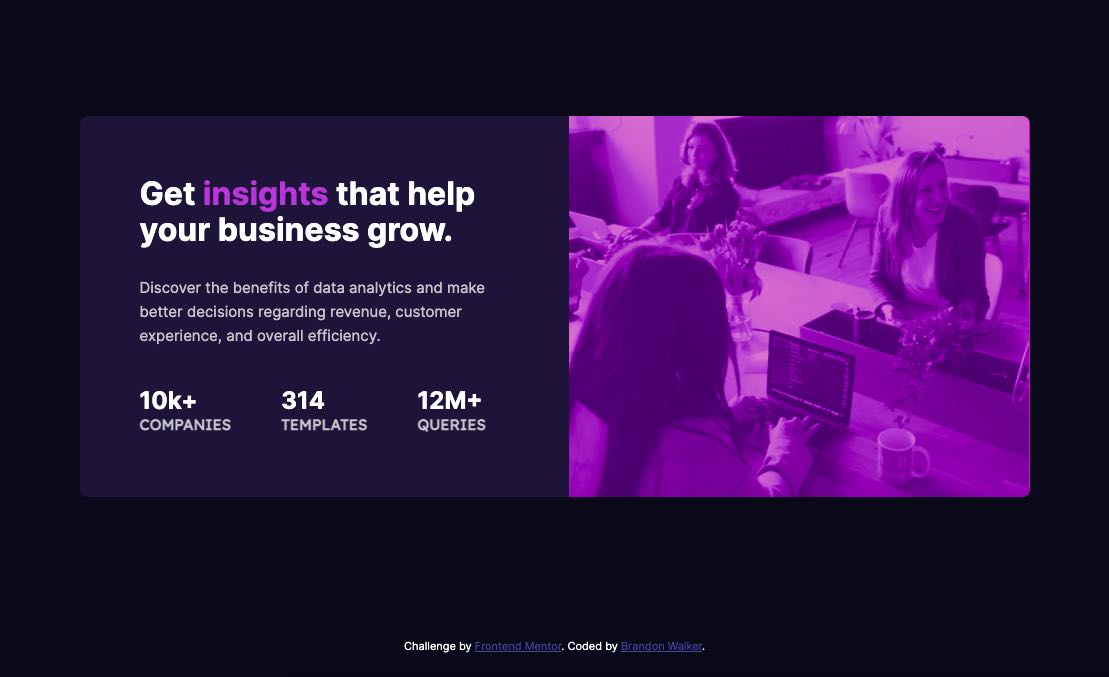 Get insights that help
your business grow.
Discover the benefits of data analytics and make
better decisions regarding revenue, customer
experience, and overall efficiency.
10k+ 314 12M+
COMPANIES TEMPLATES QUERIES
Challenge by Frontend Mentor. Coded by Brandon Walker.